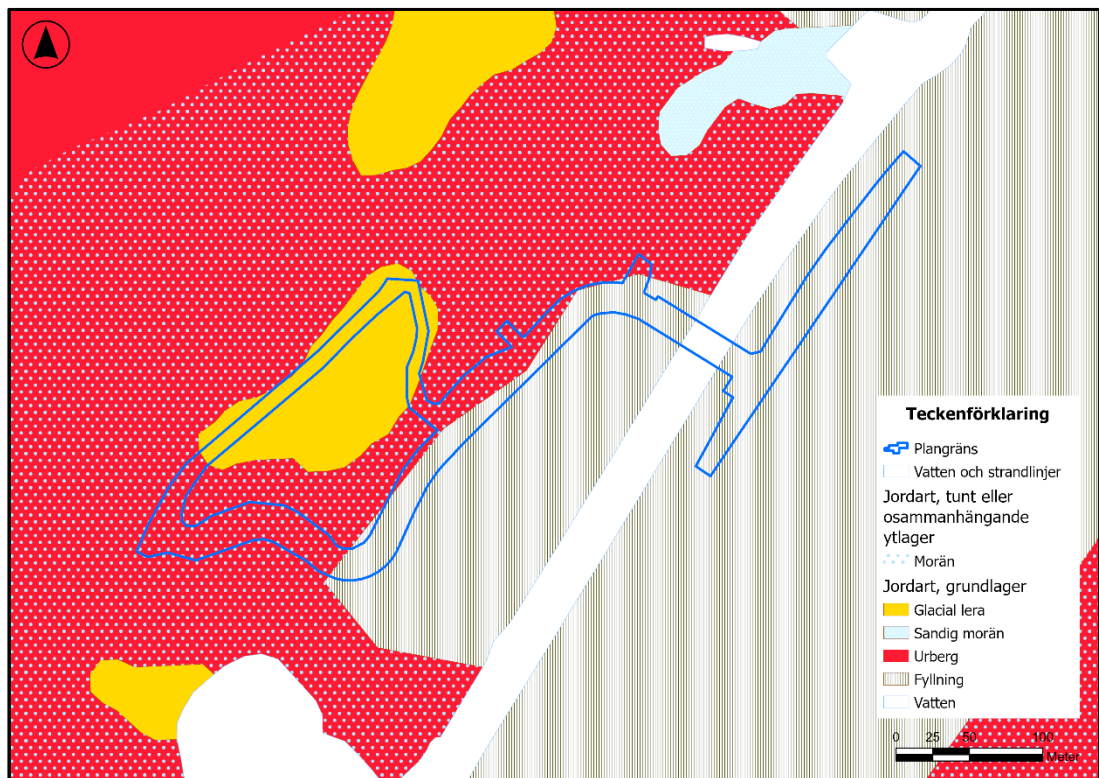 Teckenförklaring
Plangräns
Vatten och strandlinjer
Jordart, tunt eller
osammanhängande
ytlager
Morän
Jordart, grundlager
Glacial lera
Sandig morän
Urberg
Fyllning
Vatten
0 25 50 100
Meter